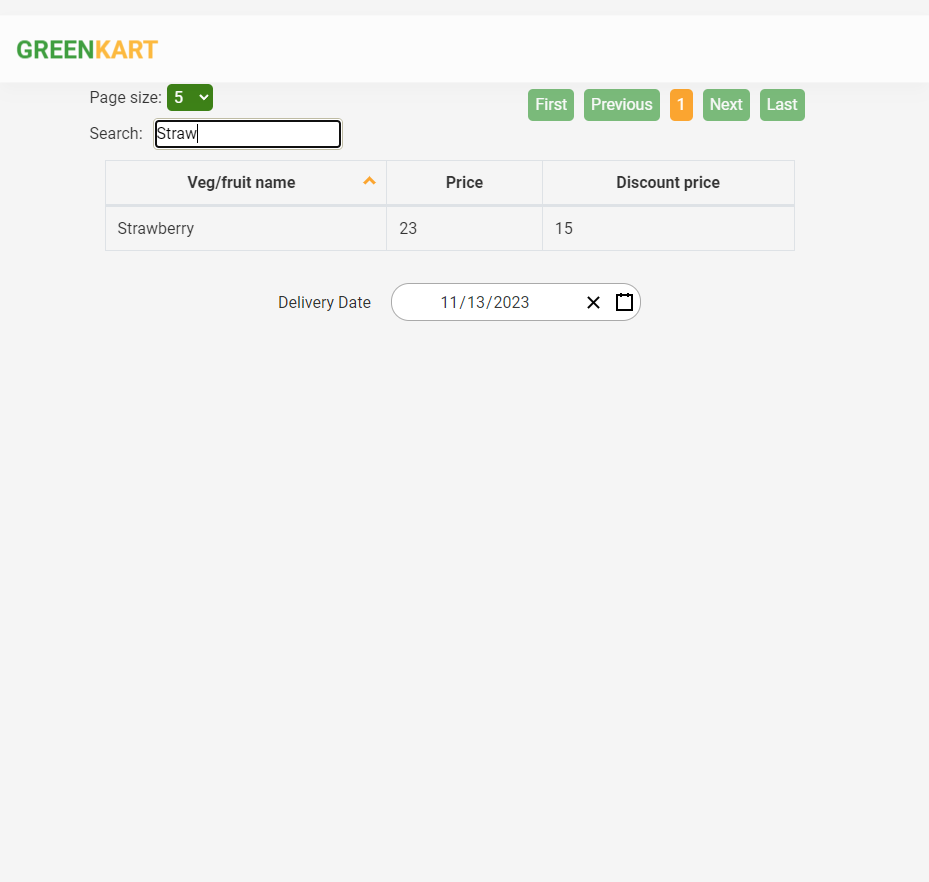 GREENKART
Page size: 5
First Previous 1 Next Last
Search: Straw
Veg/fruit name Price Discount price
Strawberry 23 15
Delivery Date 11/13/2023